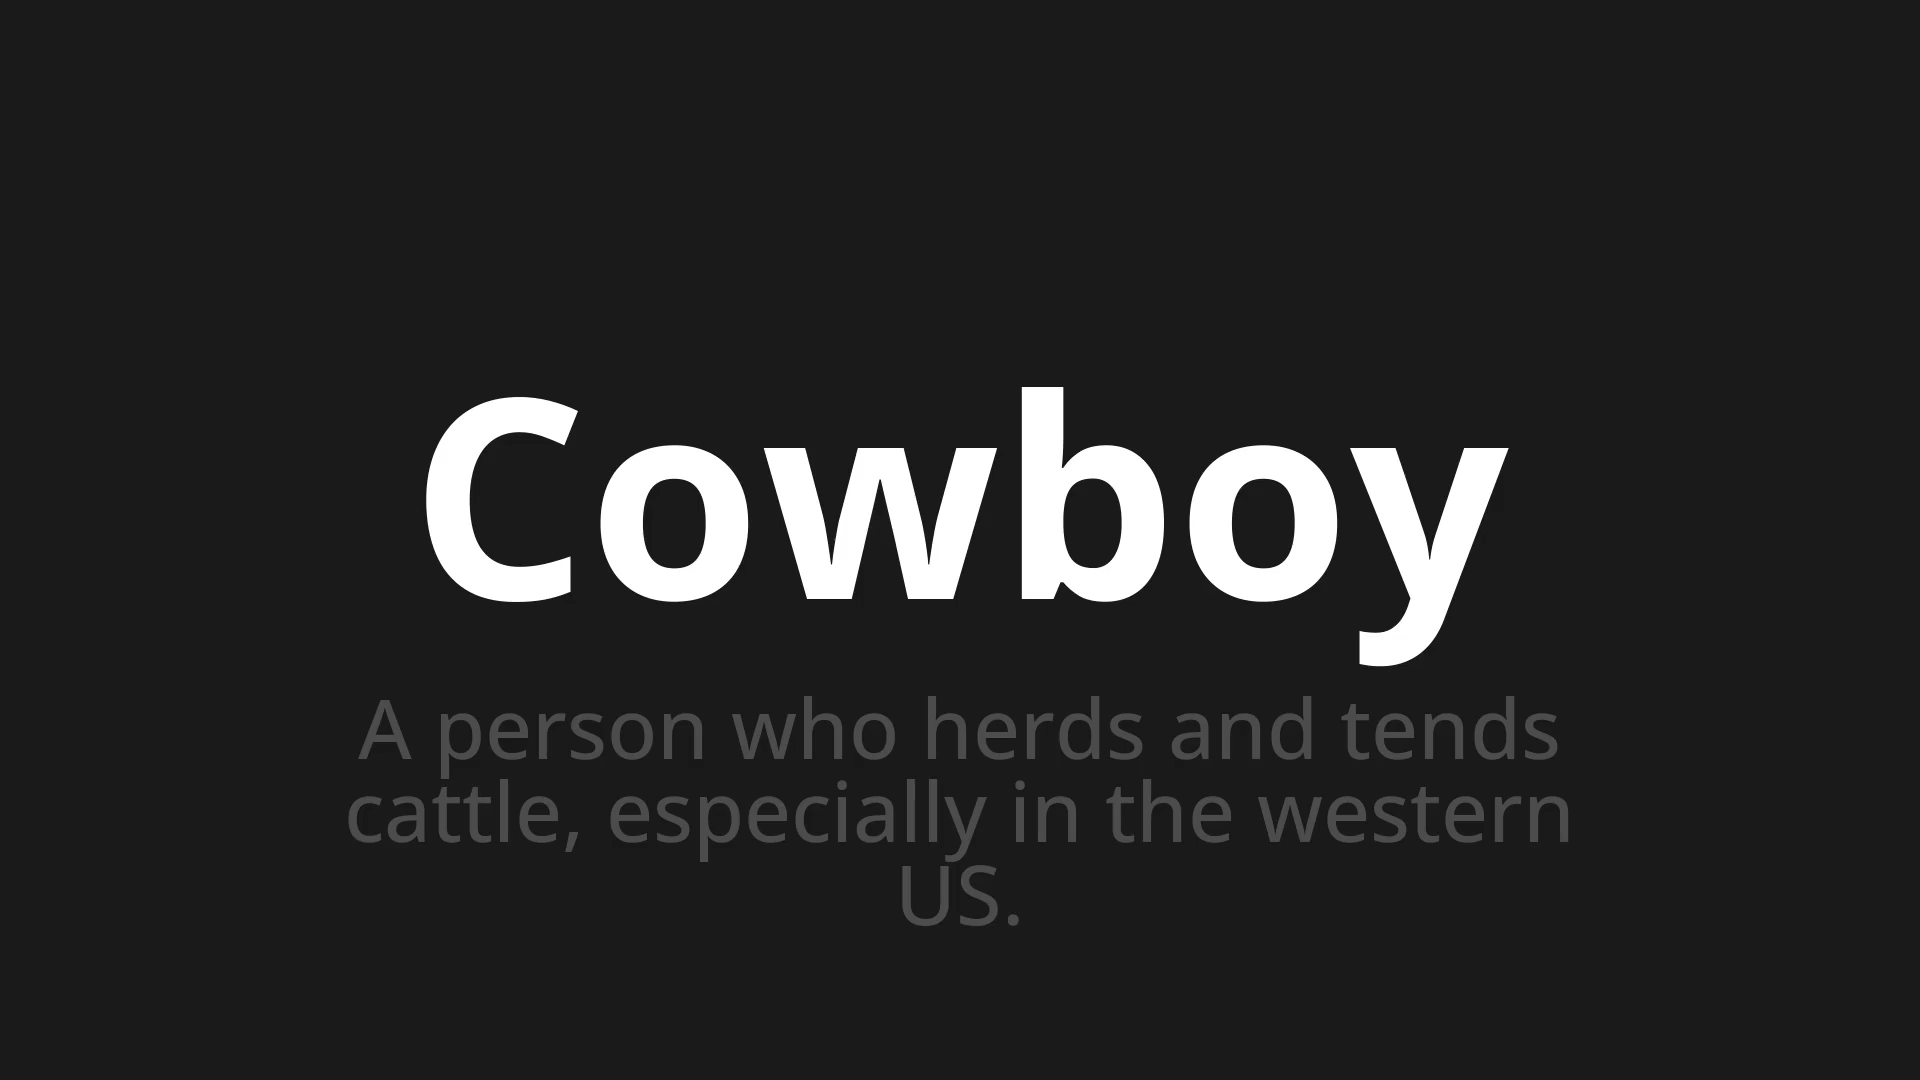 Cowboy
A person who herds and tends
cattle, especially in the western
US.